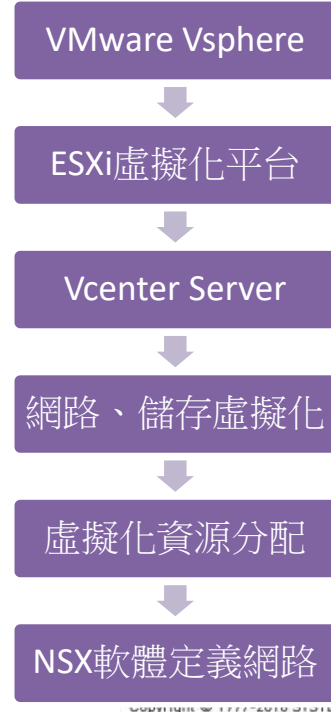 VMware Vsphere
ESXi虛擬化平台
Vcenter Server
網路、儲存虛擬化
虛擬化資源分配
NSX軟體定義網路